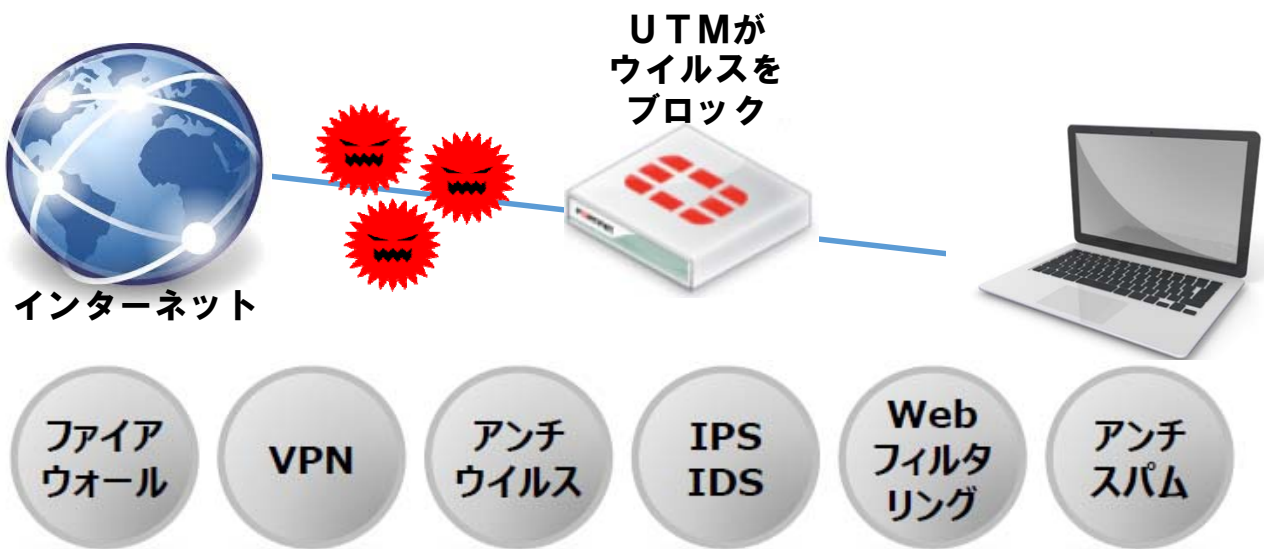 UTMが
ウイルスを
ブロック
FORTINET
インターネット
ファイア
ウォール
VPN
アンチ
ウイルス
IPS
IDS
Web
フィルタ
リング
アンチ
スパム